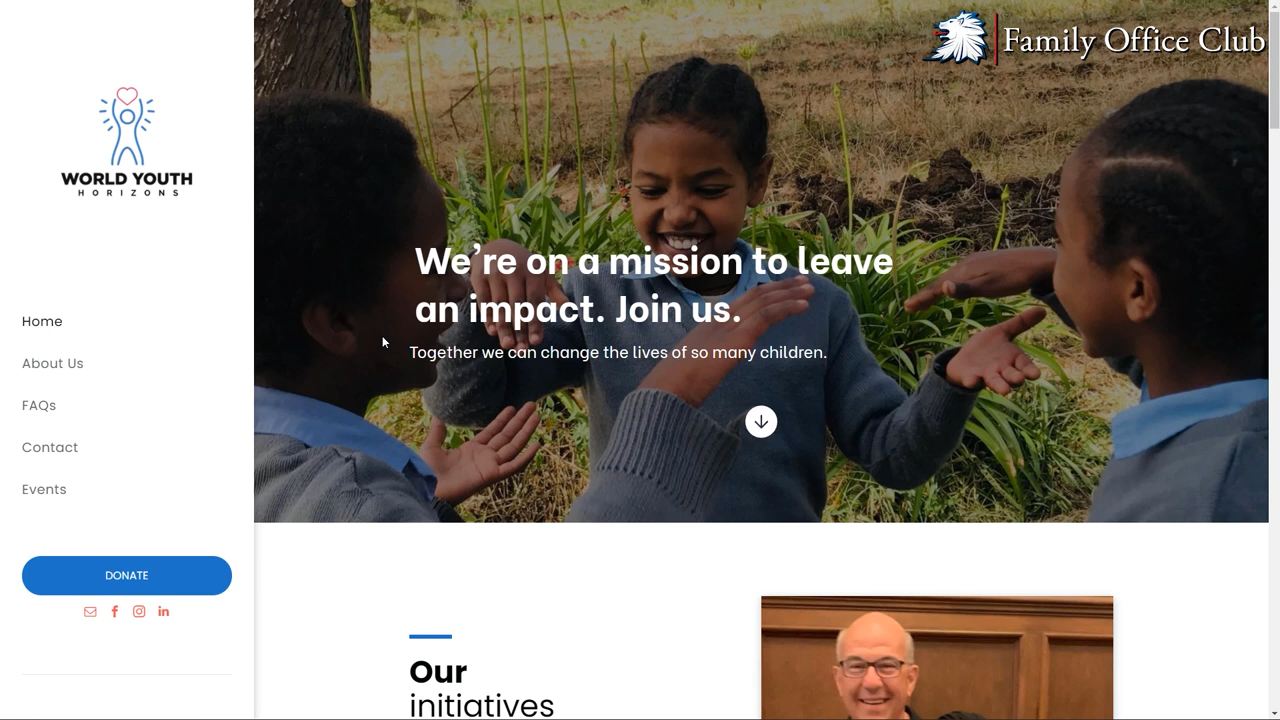 Family Office Club
WORLD YOUTH
HORIZONS
We're on a mission to leave
an impact. Join us.
Together we can change the lives of so many children.
Home
About Us
FAQs
Contact
Events
DONATE
Our
initiatives